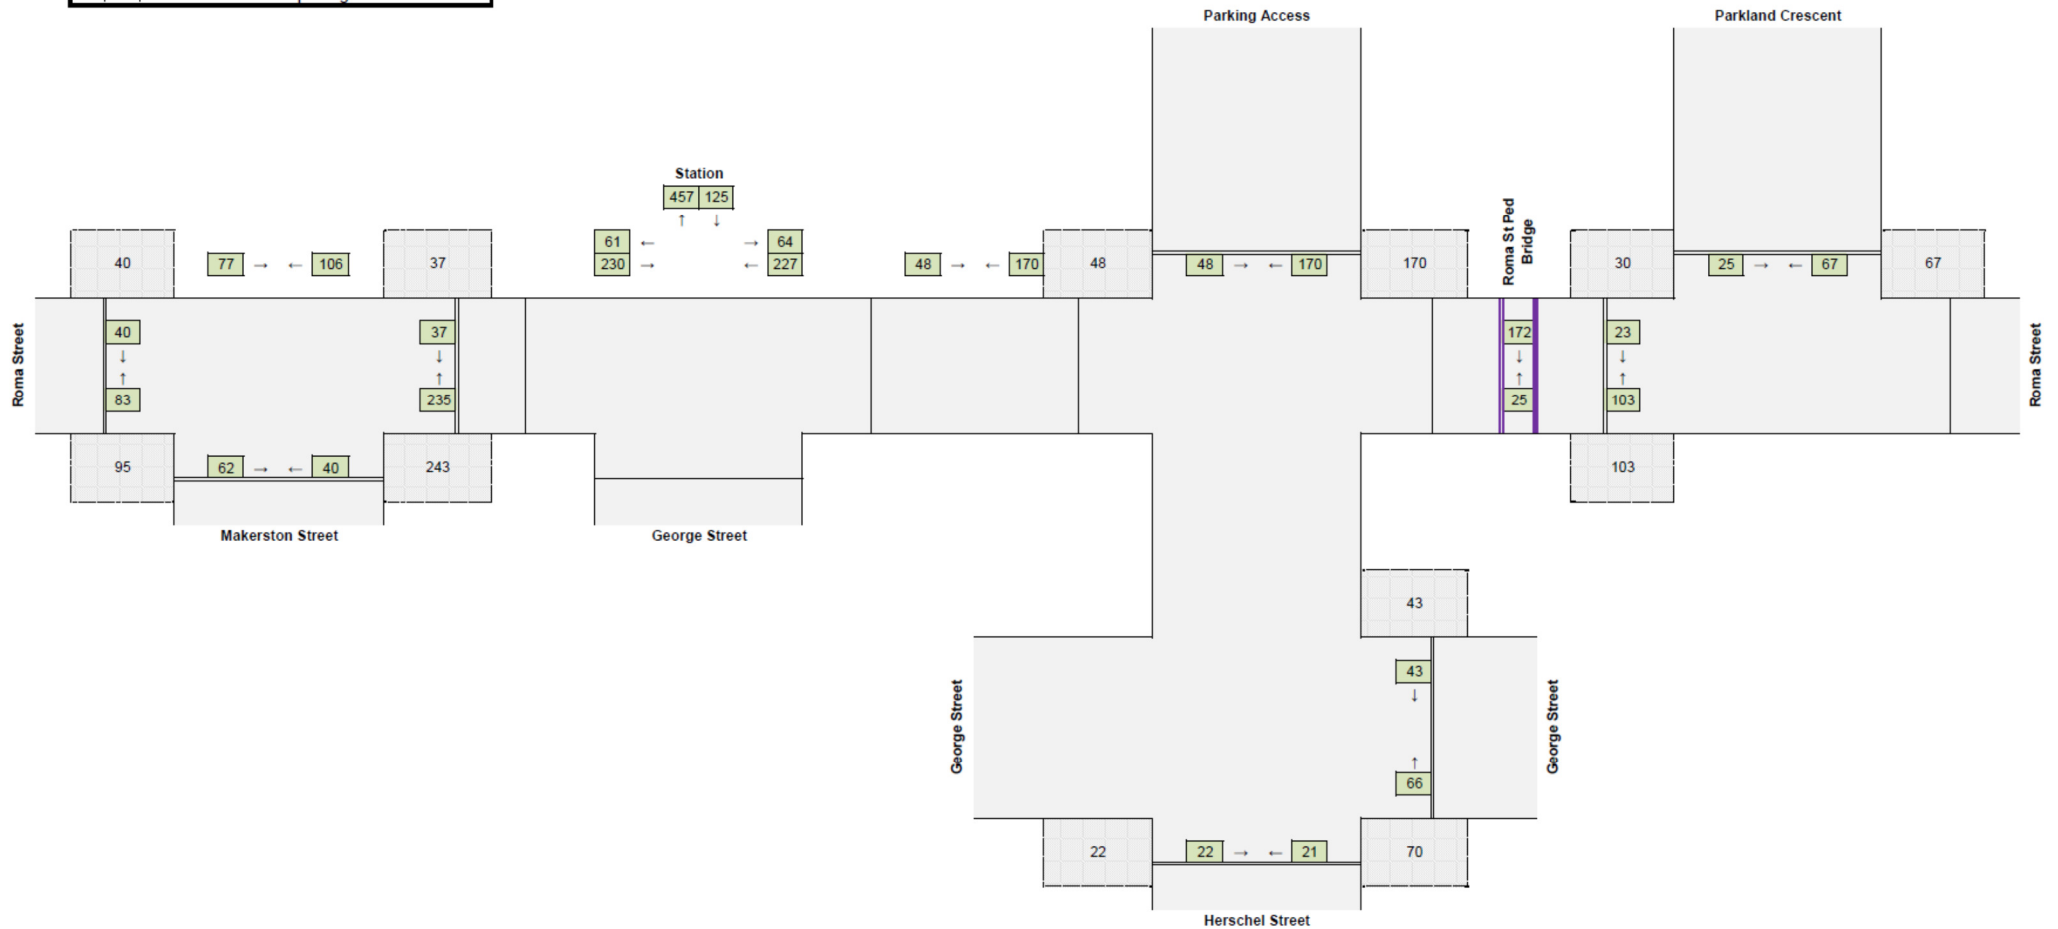 Parking Access
Parkland Crescent
Station
457 125
↑ ↓
Roma St Ped
Bridge
61 ← → 64
230 → ← 227
40
77 → ← 106
37
48 → ← 170
48
48 → ← 170
170
30
25 → ← 67
67
Roma Street
40
↓
↑
83
37
↓
↑
235
172
↓
↑
25
23
↓
↑
103
Roma Street
95
62 → ← 40
243
103
Makerston Street
George Street
43
George Street
43
↓
↑
66
George Street
22
22 → ← 21
70
Herschel Street